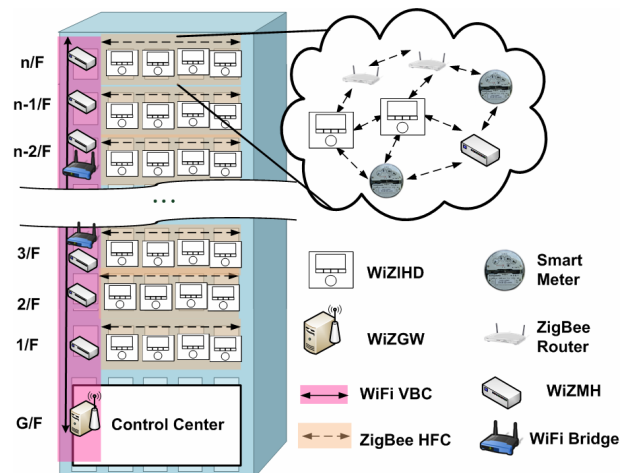 n/F
n-1/F
n-2/F
...
3/F
2/F
1/F
G/F
Control Center
WiZIHD
Smart
Meter
WiZGW
ZigBee
Router
WiFi VBC
WiZMH
ZigBee HFC
WiFi Bridge